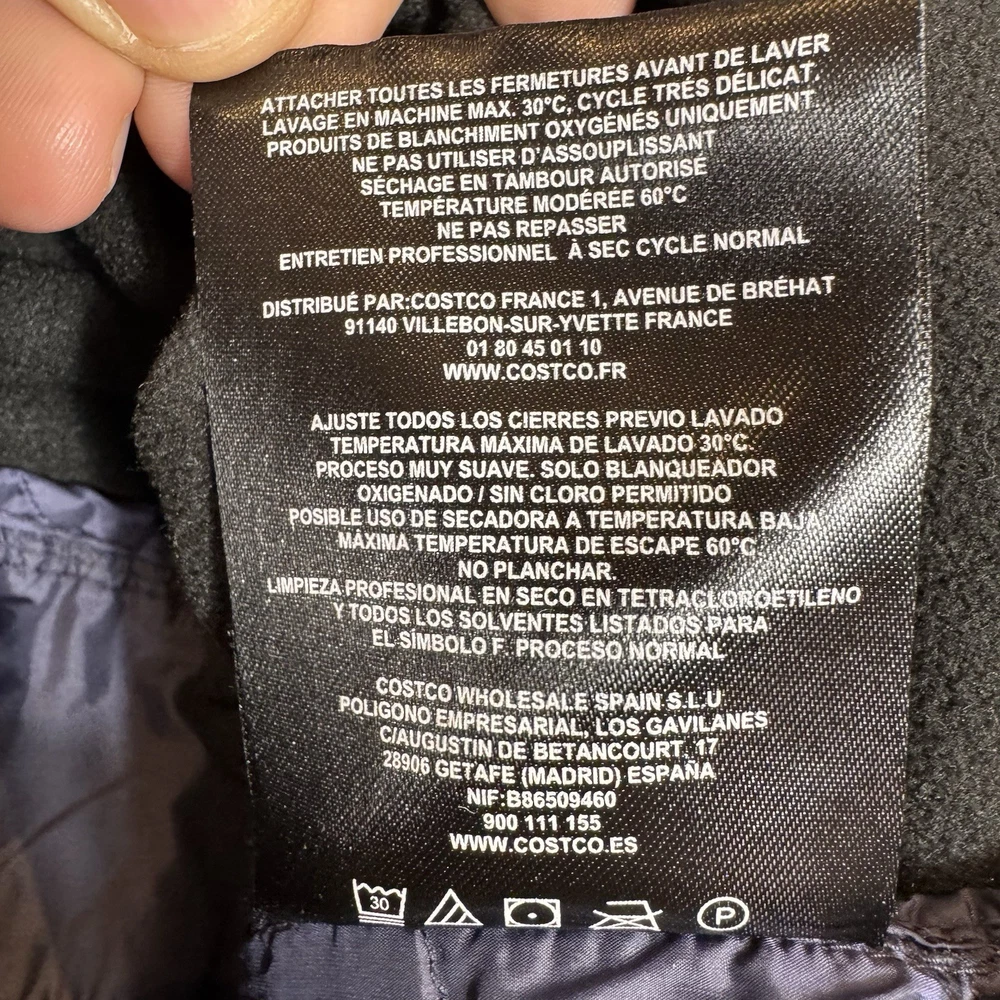 ATTACHER TOUTES LES FERMETURES AVANT DE LAVER
LAVAGE EN MACHINE MAX. 30°C, CYCLE TRÉS DÉLICAT.
PRODUITS DE BLANCHIMENT OXYGÉNÉS UNIQUEMENT.
NE PAS UTILISER D'ASSOUPLISSANT
SÉCHAGE EN TAMBOUR AUTORISÉ
TEMPÉRATURE MODÉRÉE 60°C
NE PAS REPASSER
ENTRETIEN PROFESSIONNEL À SEC CYCLE NORMAL
DISTRIBUÉ PAR:COSTCO FRANCE 1, AVENUE DE BRÉHAT
91140 VILLEBON-SUR-YVETTE FRANCE
01 80 45 01 10
WWW.COSTCO.FR
AJUSTE TODOS LOS CIERRES PREVIO LAVADO
TEMPERATURA MÁXIMA DE LAVADO 30°C.
PROCESO MUY SUAVE. SOLO BLANQUEADOR
OXIGENADO / SIN CLORO PERMITIDO
POSIBLE USO DE SECADORA A TEMPERATURA BAJA
MÁXIMA TEMPERATURA DE ESCAPE 60°C.
NO PLANCHAR.
LIMPIEZA PROFESIONAL EN SECO EN TETRACLOROETILENO
Y TODOS LOS SOLVENTES LISTADOS PARA
EL SÍMBOLO F. PROCESO NORMAL
COSTCO WHOLESALE SPAIN S.L.U
POLIGONO EMPRESARIAL, LOS GAVILANES
C/AUGUSTIN DE BETANCOURT, 17
28906 GETAFE (MADRID) ESPAÑA
NIF:B86509460
900 111 155
WWW.COSTCO.ES
30 P